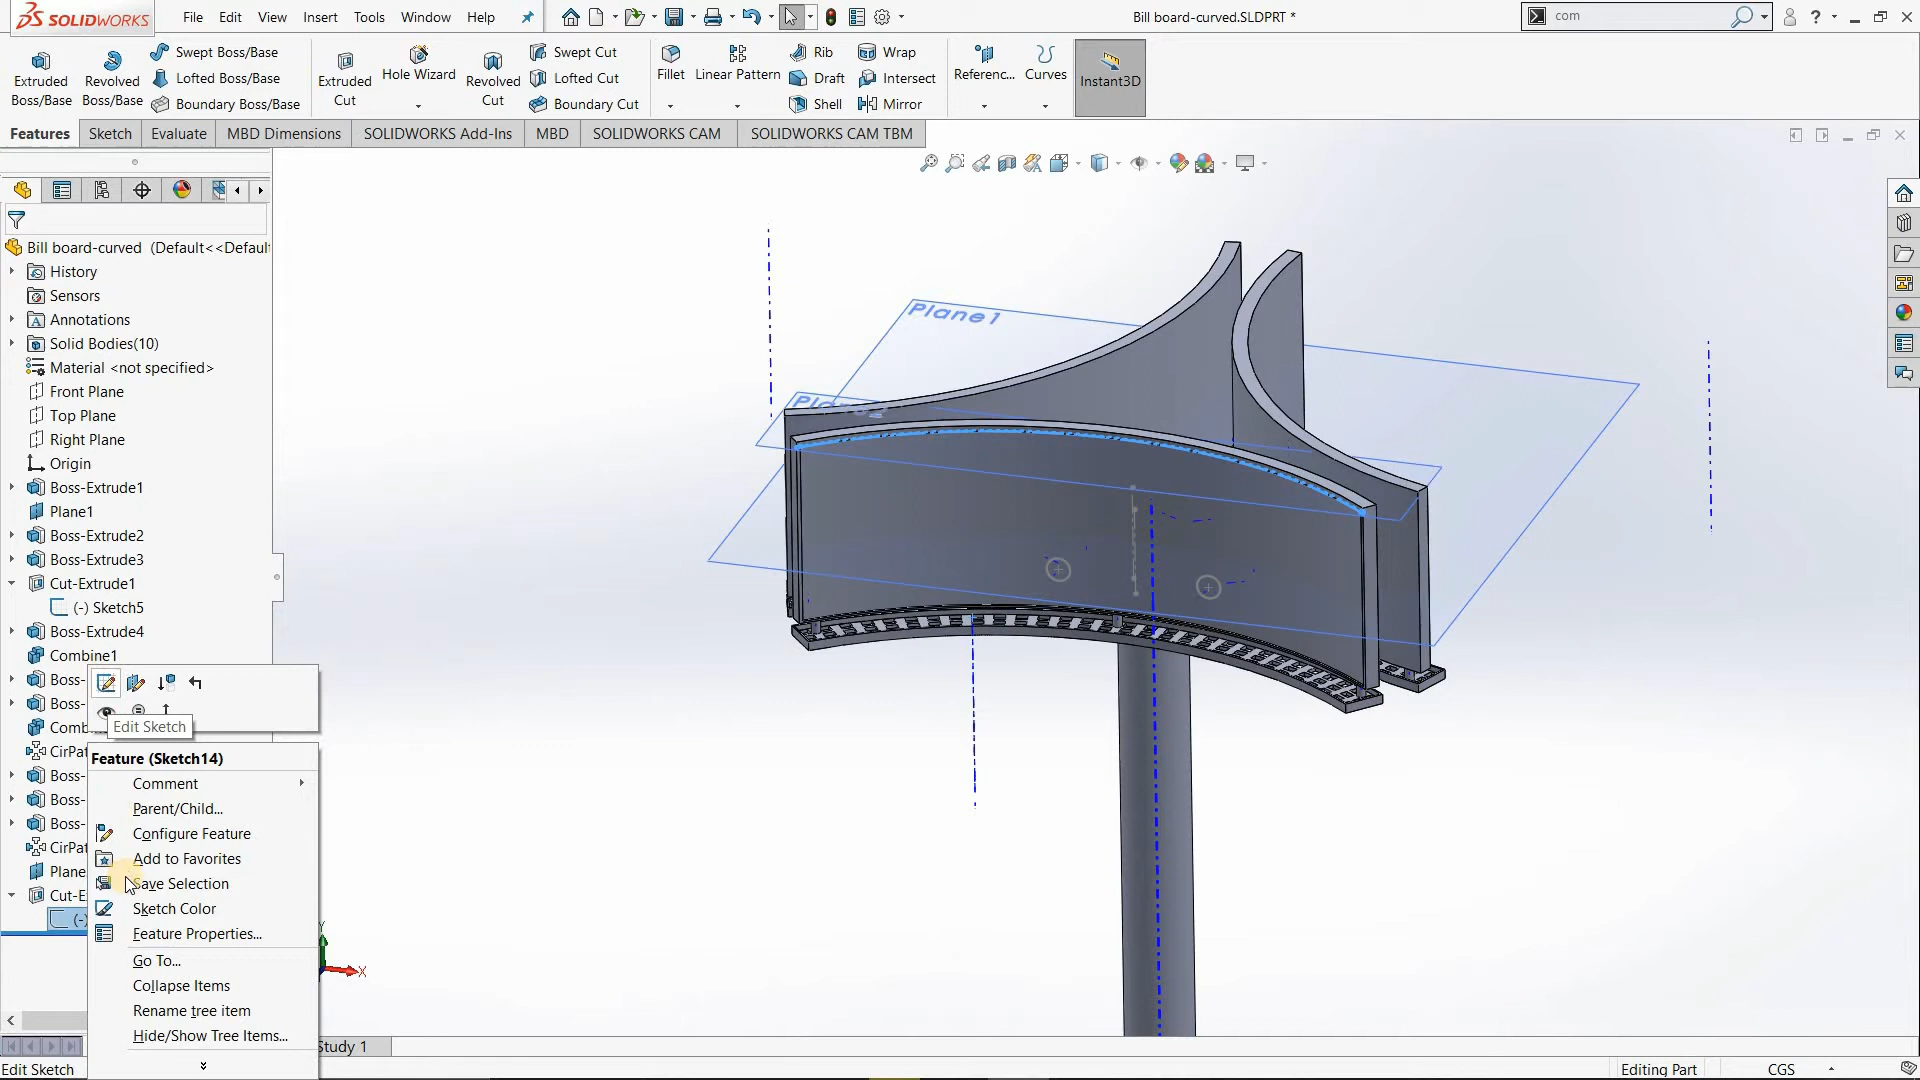 SOLIDWORKS
File Edit View Insert Tools Window Help
Bill board-curved.SLDPRT *
com
Extruded Boss/Base
Revolved Boss/Base
Swept Boss/Base
Lofted Boss/Base
Boundary Boss/Base
Extruded Cut
Hole Wizard
Revolved Cut
Swept Cut
Lofted Cut
Boundary Cut
Fillet
Linear Pattern
Rib
Draft
Shell
Wrap
Intersect
Mirror
Referenc...
Curves
Instant3D
Features Sketch Evaluate MBD Dimensions SOLIDWORKS Add-Ins MBD SOLIDWORKS CAM SOLIDWORKS CAM TBM
Bill board-curved (Default<<Default
History
Sensors
Annotations
Solid Bodies(10)
Material <not specified>
Front Plane
Top Plane
Right Plane
Origin
Boss-Extrude1
Plane1
Boss-Extrude2
Boss-Extrude3
Cut-Extrude1
(-) Sketch5
Boss-Extrude4
Combine1
Boss-
Boss-
Comb
CirPat
Boss-
Boss-
Boss-
CirPat
Plane
Cut-E
(-)
Edit Sketch
Feature (Sketch14)
Comment
Parent/Child...
Configure Feature
Add to Favorites
Save Selection
Sketch Color
Feature Properties...
Go To...
Collapse Items
Rename tree item
Hide/Show Tree Items...
Plane1
Plane2
Y
X
Study 1
Edit Sketch
Editing Part
CGS